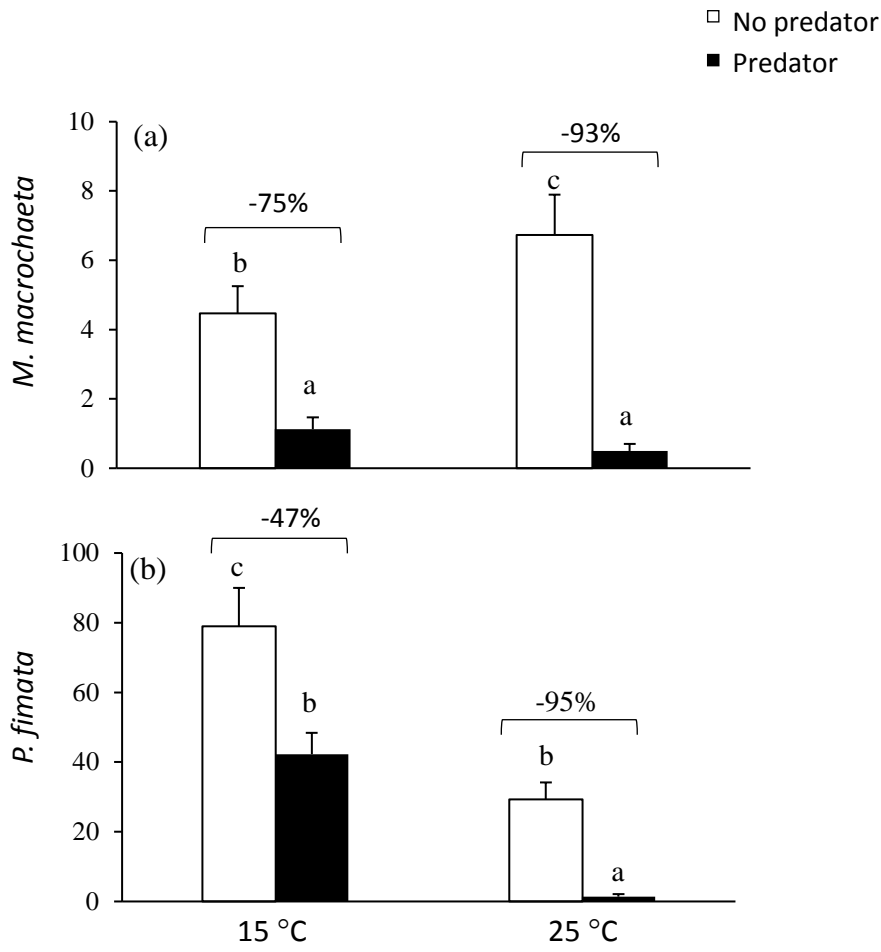 No predator
Predator
(a)
-75%
-93%
10
8
6
4
2
0
b
a
c
a
M. macrochaeta
(b)
-47%
-95%
100
80
60
40
20
0
c
b
b
a
P. fimata
15 °C
25 °C